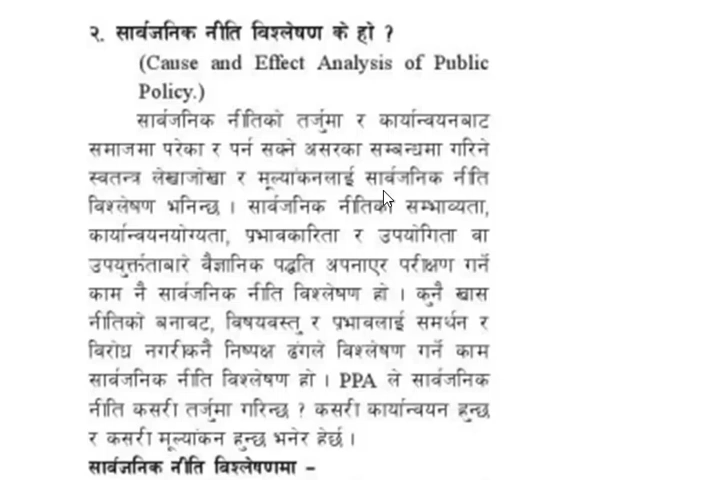 २. सार्वजनिक नीति विश्लेषण के हो ?
(Cause and Effect Analysis of Public
Policy.)
सार्वजनिक नीतिको तर्जुमा र कार्यान्वयनबाट
समाजमा परेका र पर्न सक्ने असरका सम्बन्धमा गरिने
स्वतन्त्र लेखाजोखा र मूल्यांकनलाई सार्वजनिक नीति
विश्लेषण भनिन्छ । सार्वजनिक नीतिको सम्भाव्यता,
कार्यान्वयनयोग्यता, प्रभावकारिता र उपयोगिता वा
उपयुक्तताबारे वैज्ञानिक पद्धति अपनाएर परीक्षण गर्ने
काम नै सार्वजनिक नीति विश्लेषण हो । कुनै खास
नीतिको बनावट, विषयवस्तु र प्रभावलाई समर्थन र
विरोध नगरीकनै निष्पक्ष ढंगले विश्लेषण गर्ने काम
सार्वजनिक नीति विश्लेषण हो । PPA ले सार्वजनिक
नीति कसरी तर्जुमा गरिन्छ ? कसरी कार्यान्वयन हुन्छ
र कसरी मूल्यांकन हुन्छ भनेर हेर्छ ।
सार्वजनिक नीति विश्लेषणमा –